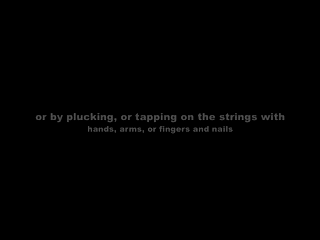 or by plucking, or tapping on the strings with
hands, arms, or fingers and nails